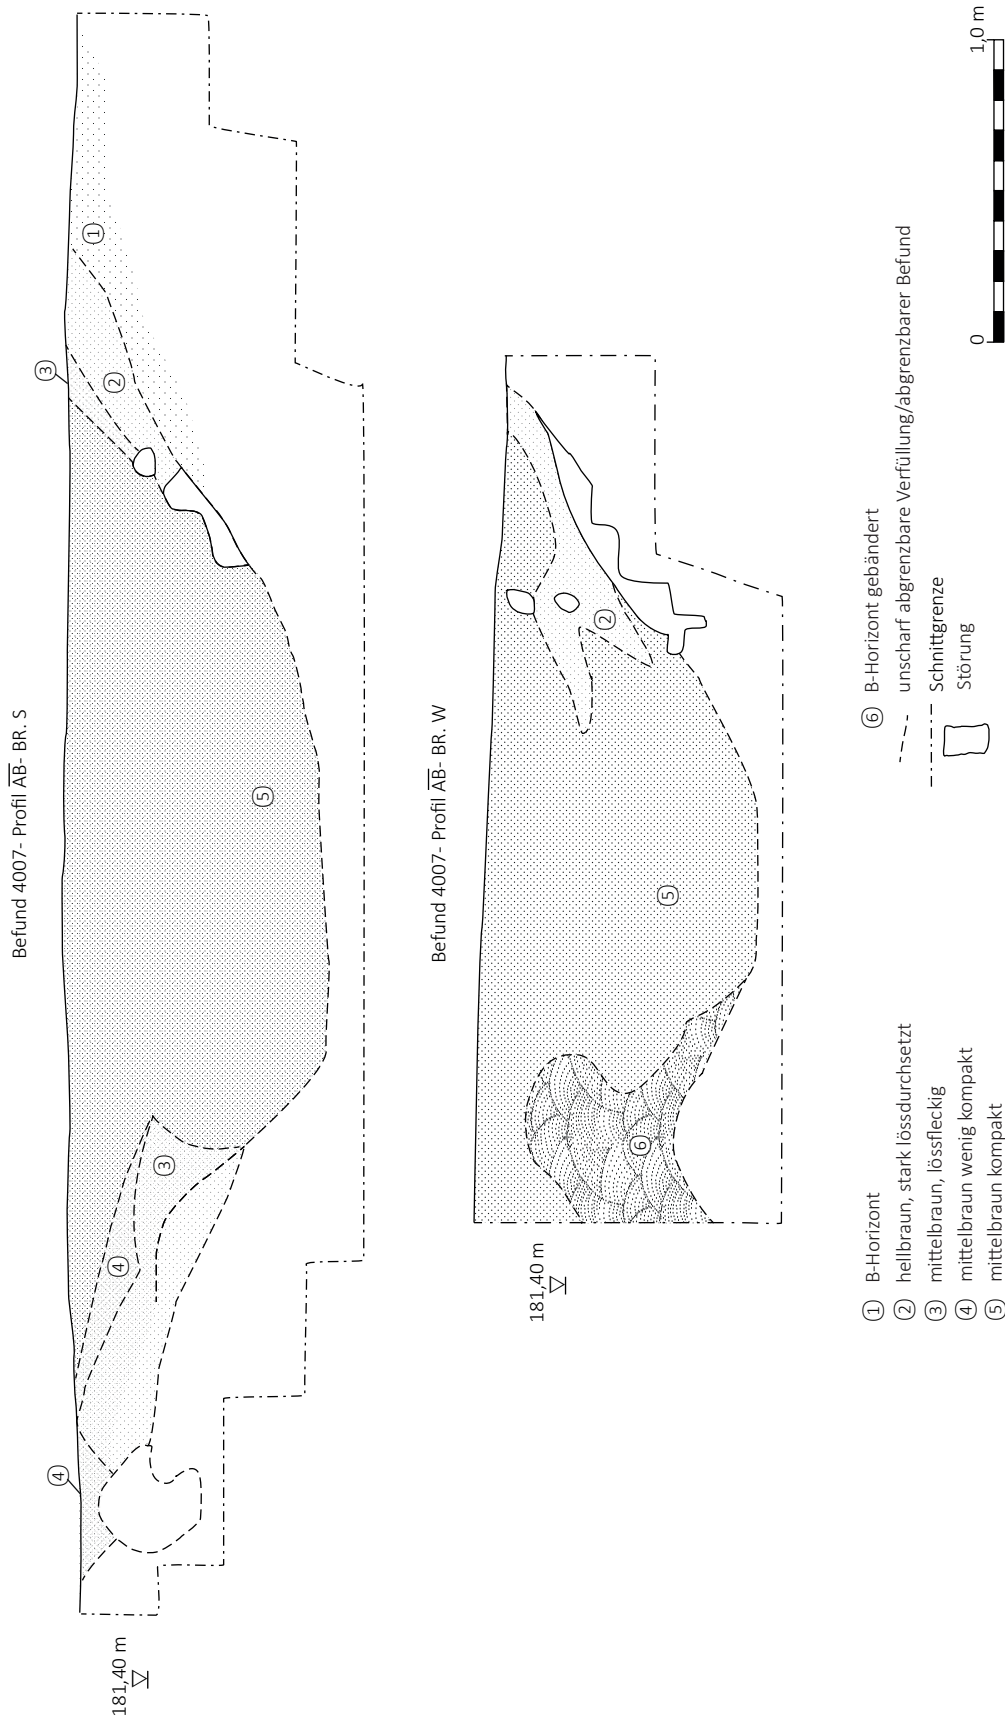 Befund 4007- Profil AB- BR. S
181,40 m
4
4
3
5
3
2
1
Befund 4007- Profil AB- BR. W
181,40 m
6
5
2
1 B-Horizont
2 hellbraun, stark lössdurchsetzt
3 mittelbraun, lössfleckig
4 mittelbraun wenig kompakt
5 mittelbraun kompakt
6 B-Horizont gebändert
unscharf abgrenzbare Verfüllung/abgrenzbarer Befund
Schnittgrenze
Störung
0 1,0 m